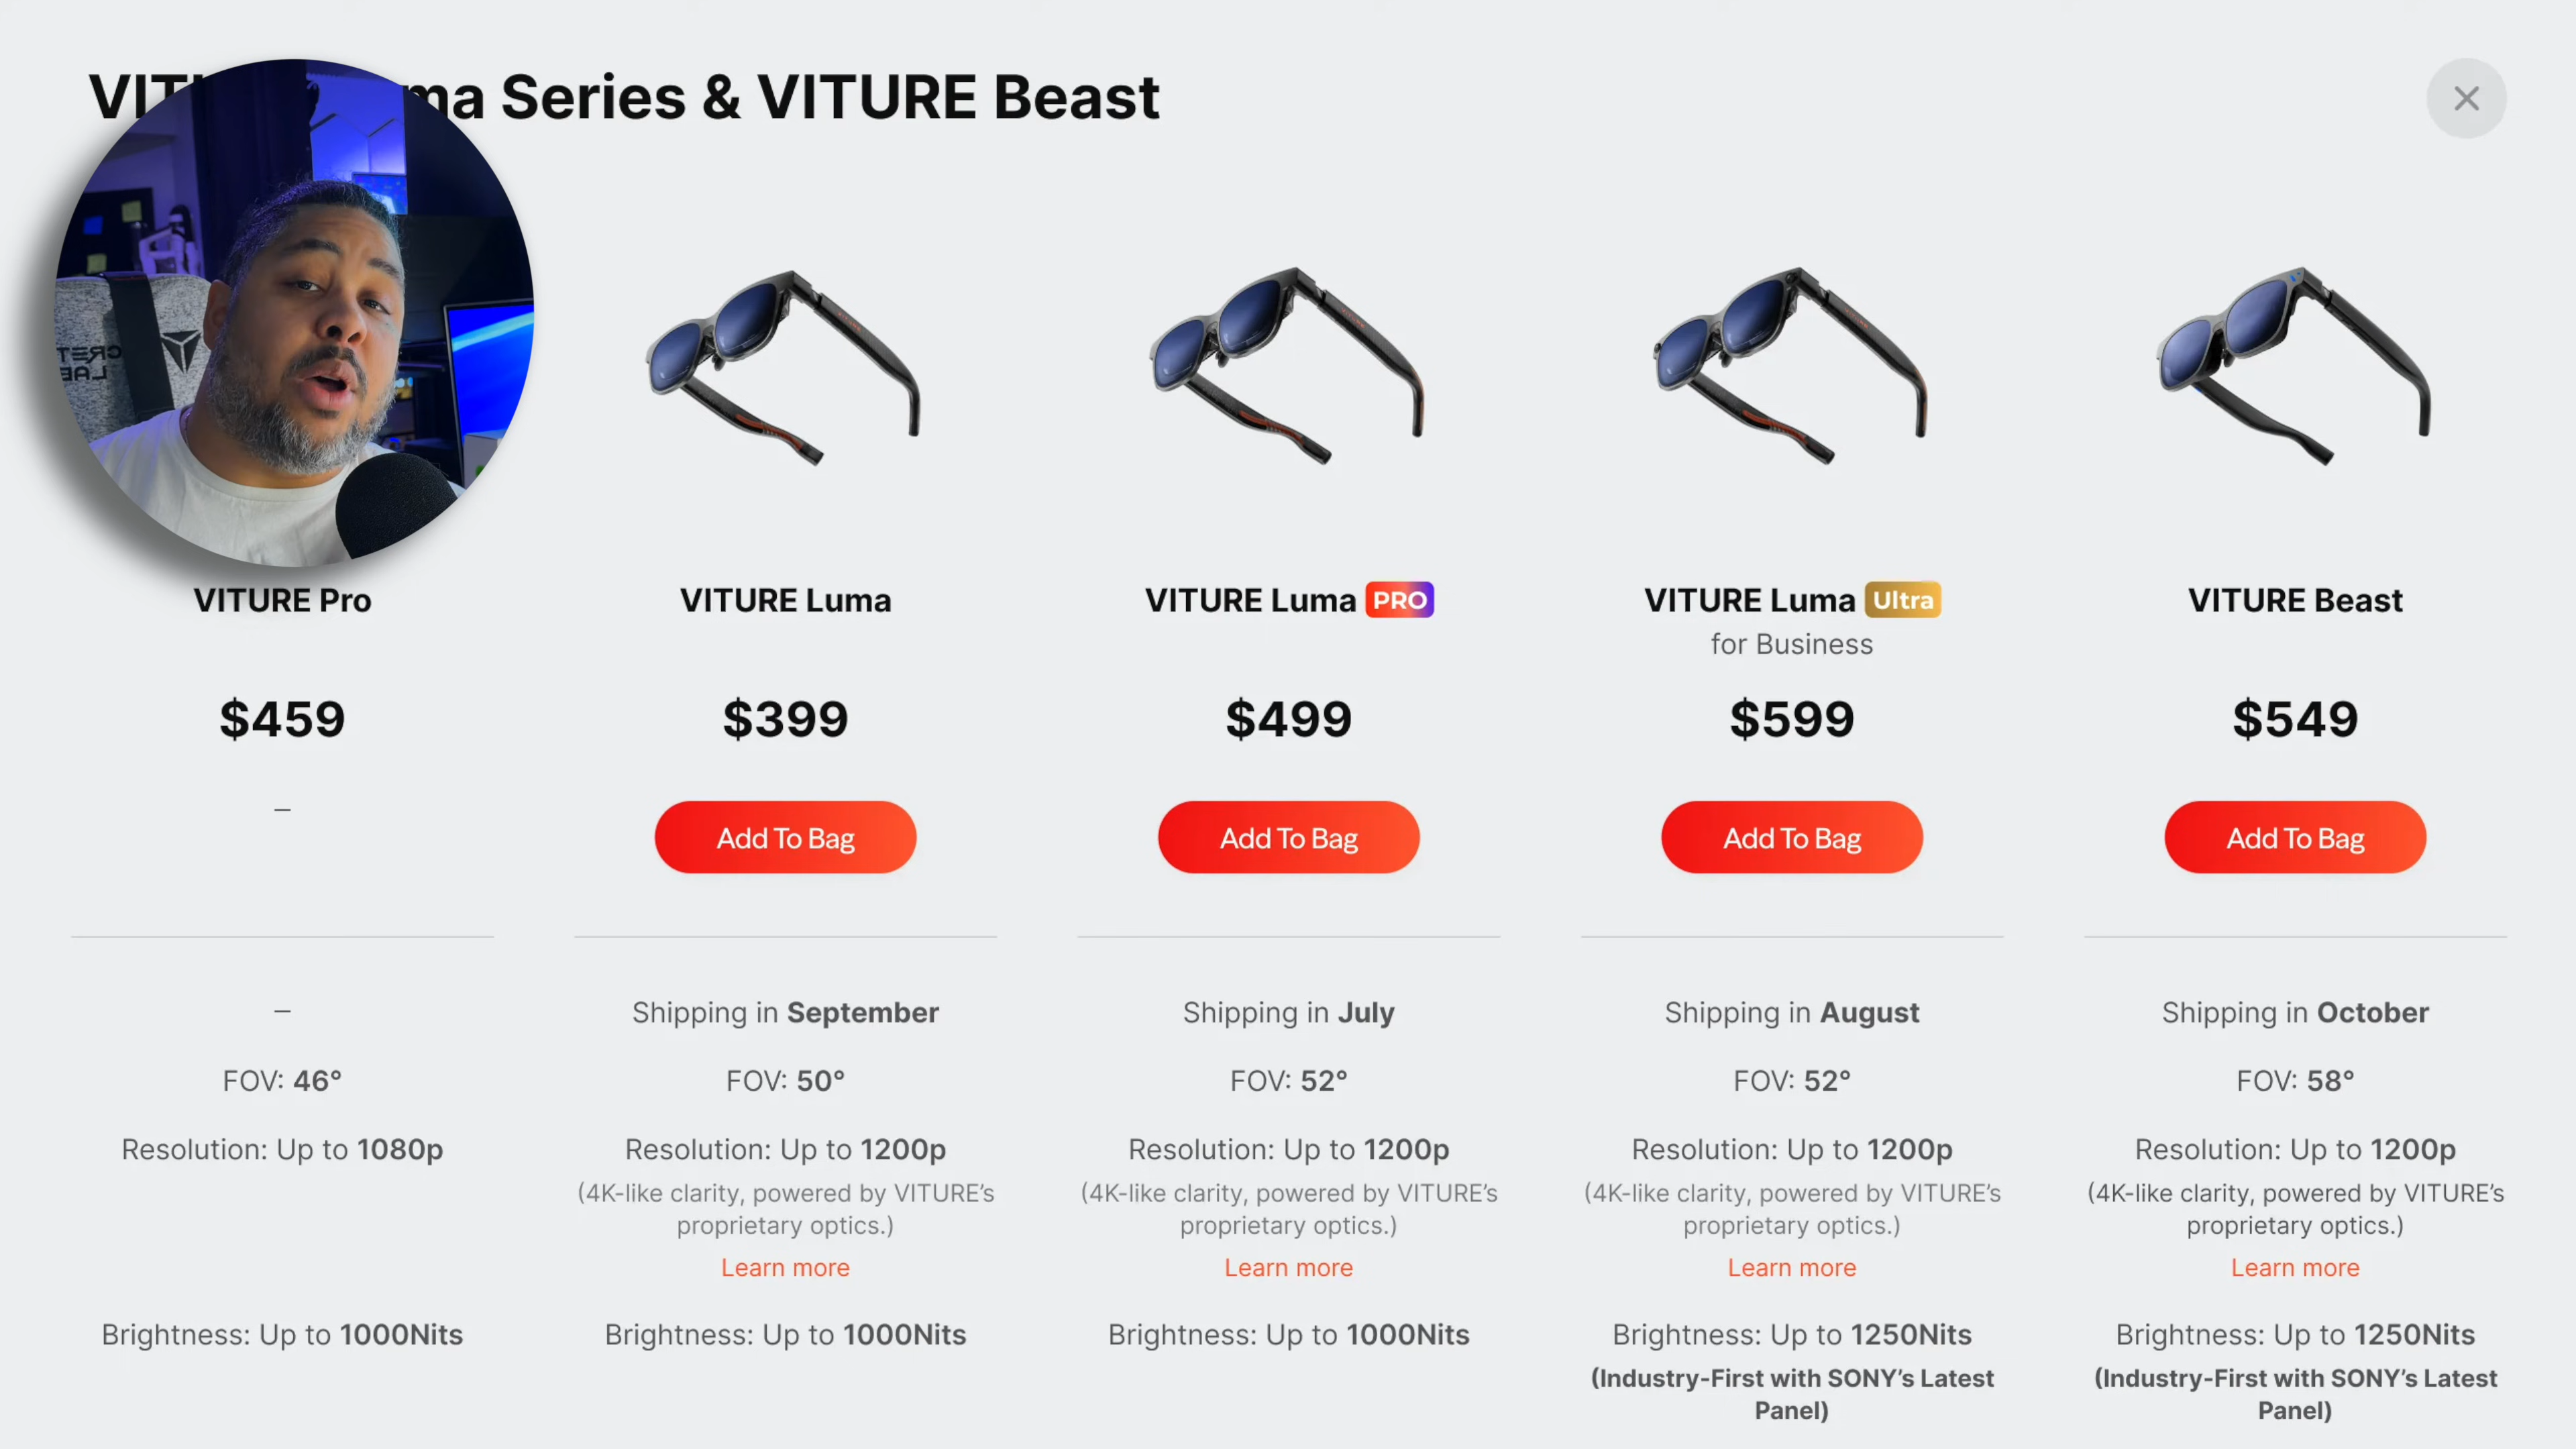 VIT ma Series & VITURE Beast
VITURE Pro
$459
–
–
FOV: 46°
Resolution: Up to 1080p
Brightness: Up to 1000Nits
VITURE Luma
$399
Add To Bag
Shipping in September
FOV: 50°
Resolution: Up to 1200p
(4K-like clarity, powered by VITURE’s
proprietary optics.)
Learn more
Brightness: Up to 1000Nits
VITURE Luma PRO
$499
Add To Bag
Shipping in July
FOV: 52°
Resolution: Up to 1200p
(4K-like clarity, powered by VITURE’s
proprietary optics.)
Learn more
Brightness: Up to 1000Nits
VITURE Luma Ultra
for Business
$599
Add To Bag
Shipping in August
FOV: 52°
Resolution: Up to 1200p
(4K-like clarity, powered by VITURE’s
proprietary optics.)
Learn more
Brightness: Up to 1250Nits
(Industry-First with SONY’s Latest
Panel)
VITURE Beast
$549
Add To Bag
Shipping in October
FOV: 58°
Resolution: Up to 1200p
(4K-like clarity, powered by VITURE’s
proprietary optics.)
Learn more
Brightness: Up to 1250Nits
(Industry-First with SONY’s Latest
Panel)